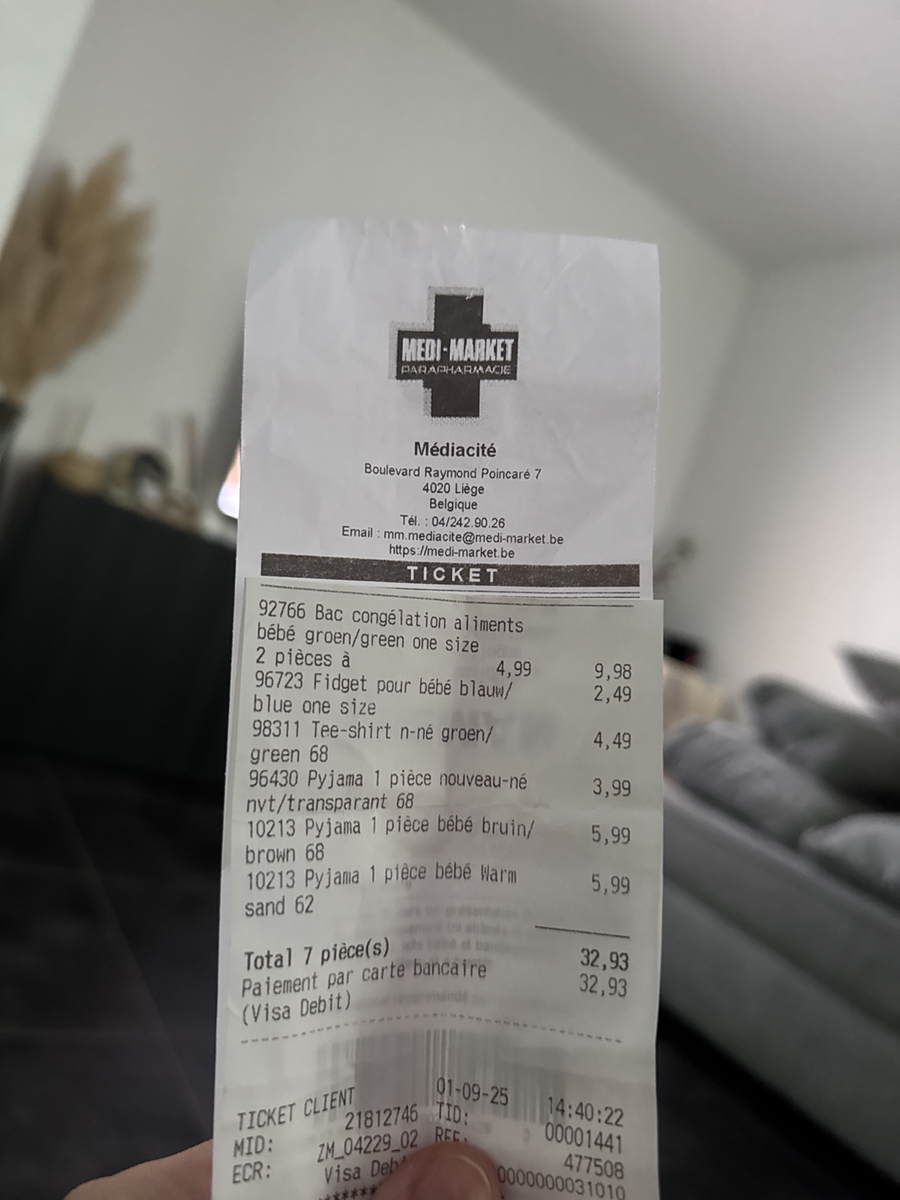 MEDI-MARKET
PARAPHARMACIE
Médiacité
Boulevard Raymond Poincaré 7
4020 Liège
Belgique
Tél. : 04/242.90.26
Email : mm.mediacite@medi-market.be
https://medi-market.be
TICKET
92766 Bac congélation aliments
bébé groen/green one size
2 pièces à 4,99 9,98
96723 Fidget pour bébé blauw/ 2,49
blue one size
98311 Tee-shirt n-né groen/ 4,49
green 68
96430 Pyjama 1 pièce nouveau-né 3,99
nvt/transparant 68
10213 Pyjama 1 pièce bébé bruin/ 5,99
brown 68
10213 Pyjama 1 pièce bébé Warm 5,99
sand 62
Total 7 pièce(s) 32,93
Paiement par carte bancaire 32,93
(Visa Debit)
TICKET CLIENT 01-09-25 14:40:22
MID: 21812746 TID: 00001441
ECR: ZM_04229_02 REF: 477508
Visa 0000000031010